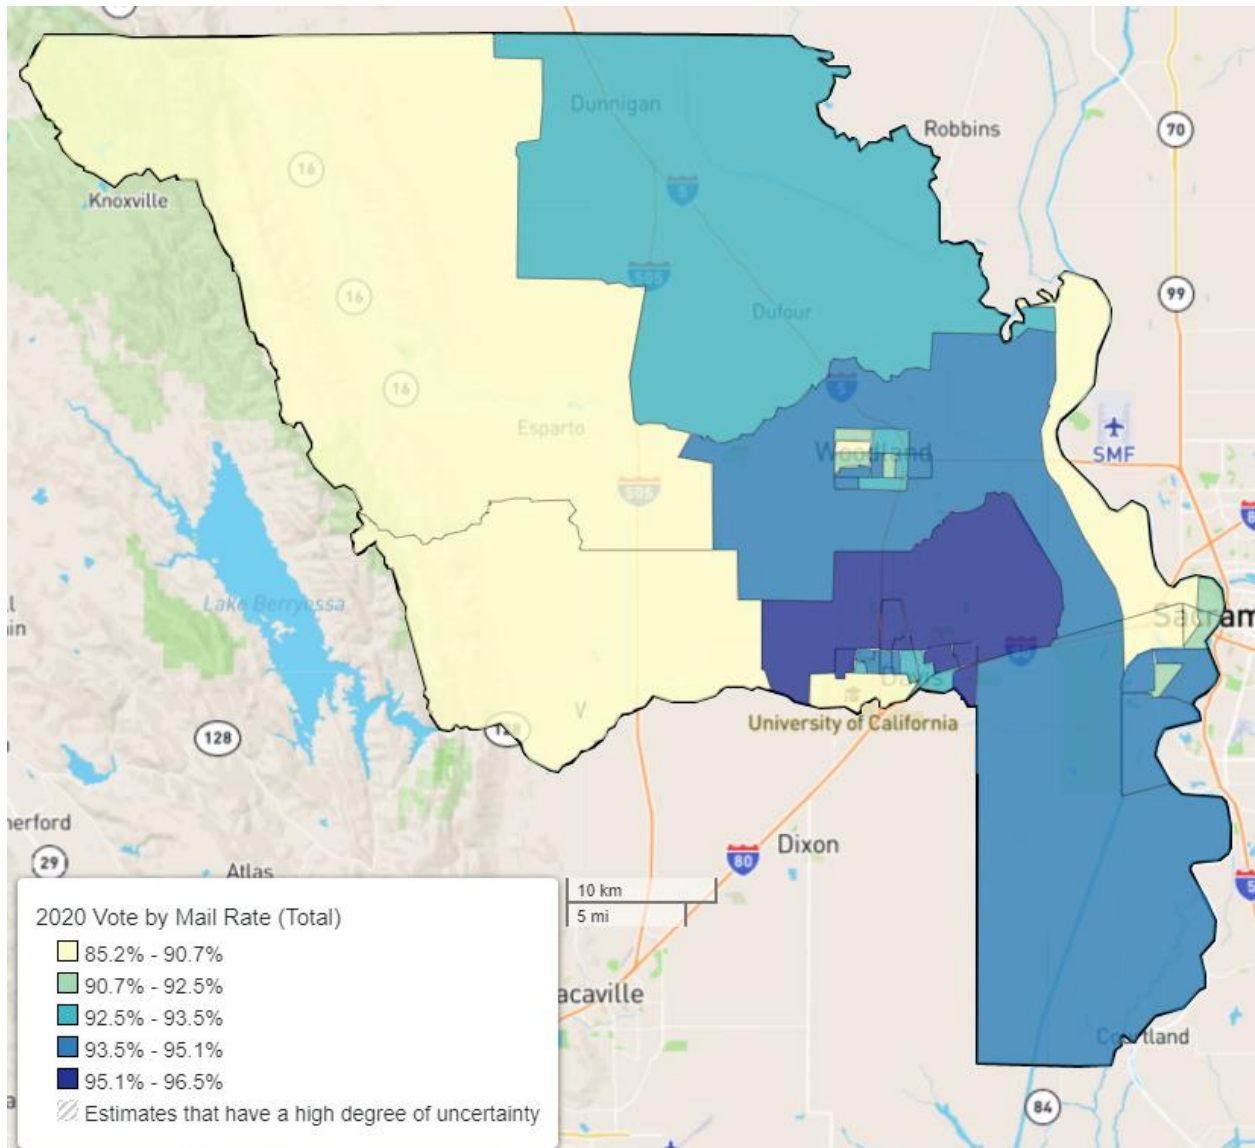 Dunnigan
Robbins
70
16
5
Knoxville
505
16
99
Dufour
16
5
Esparto
SMF
Woodland
505
Lake Berryessa
Sacram
Davis
University of California
128
128
herford
Dixon
29
Atlas
80
10 km
5 mi
2020 Vote by Mail Rate (Total)
85.2% - 90.7%
90.7% - 92.5%
92.5% - 93.5%
93.5% - 95.1%
95.1% - 96.5%
Estimates that have a high degree of uncertainty
acaville
84